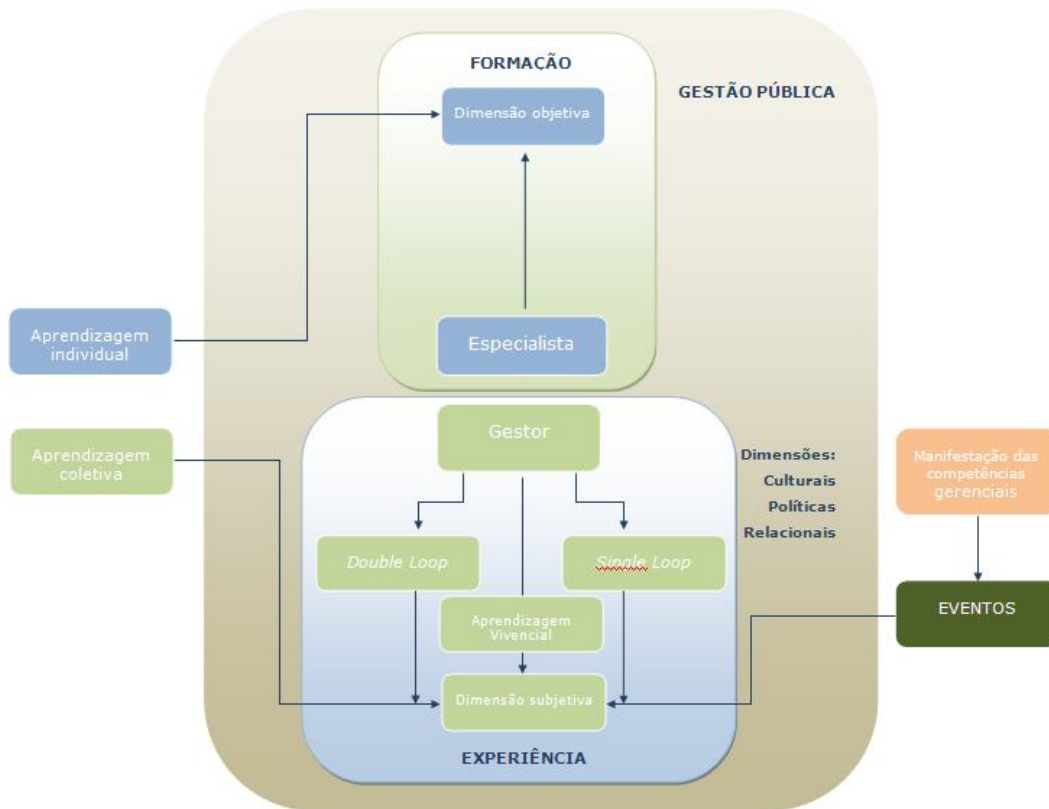 FORMAÇÃO
Dimensão objetiva
GESTÃO PÚBLICA
Especialista
Aprendizagem
individual
Aprendizagem
coletiva
Gestor
Dimensões:
Culturais
Políticas
Relacionais
Manifestação das
competências
gerenciais
Double Loop
Single Loop
Aprendizagem
Vivencial
EVENTOS
Dimensão subjetiva
EXPERIÊNCIA